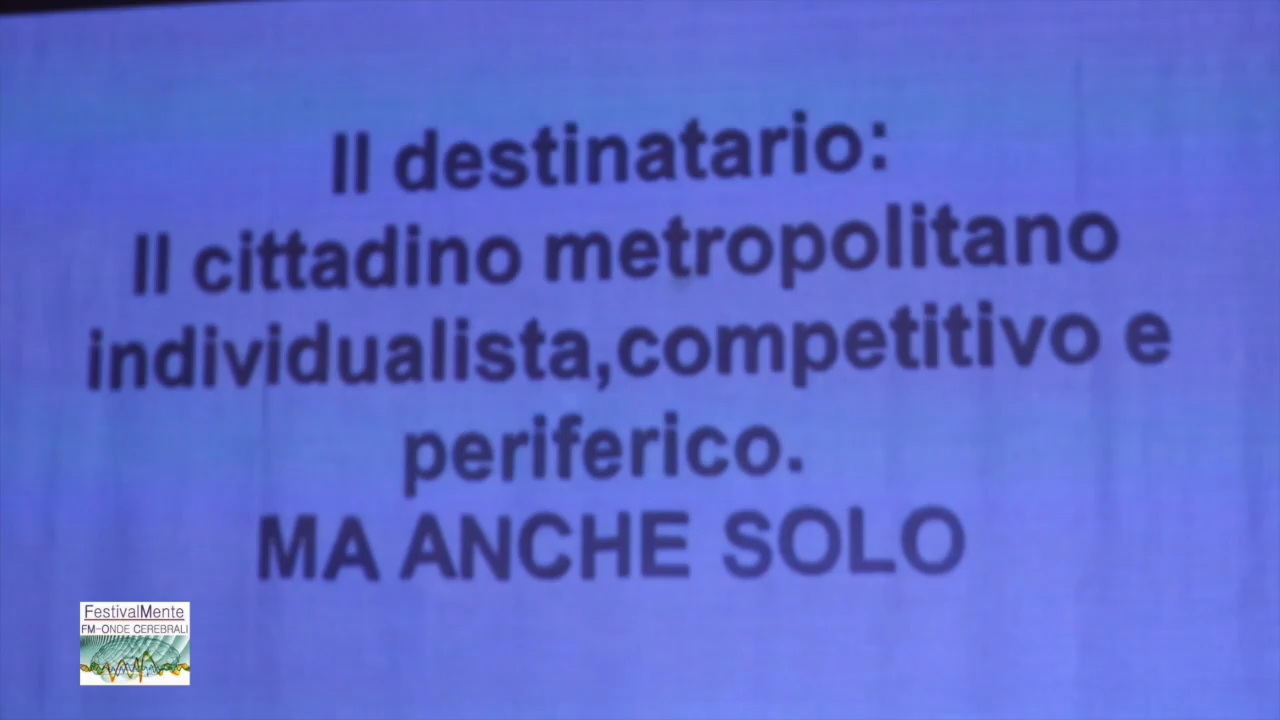 Il destinatario:
Il cittadino metropolitano
individualista,competitivo e
periferico.
MA ANCHE SOLO
FestivalMente
FM-ONDE CEREBRALI